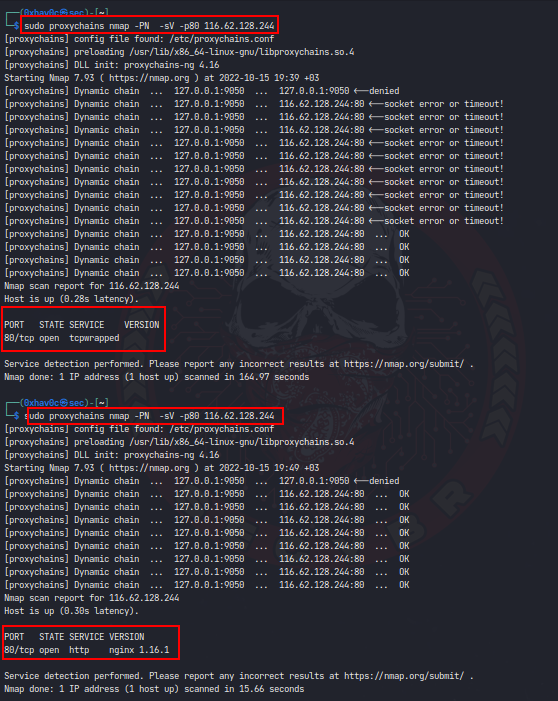 ┌──(0xhav0c㉿sec)-[~]
└─$ sudo proxychains nmap -PN  -sV -p80 116.62.128.244
[proxychains] config file found: /etc/proxychains.conf
[proxychains] preloading /usr/lib/x86_64-linux-gnu/libproxychains.so.4
[proxychains] DLL init: proxychains-ng 4.16
Starting Nmap 7.93 ( https://nmap.org ) at 2022-10-15 19:39 +03
[proxychains] Dynamic chain  ...  127.0.0.1:9050  ...  127.0.0.1:9050 <--denied
[proxychains] Dynamic chain  ...  127.0.0.1:9050  ...  116.62.128.244:80 <--socket error or timeout!
[proxychains] Dynamic chain  ...  127.0.0.1:9050  ...  116.62.128.244:80 <--socket error or timeout!
[proxychains] Dynamic chain  ...  127.0.0.1:9050  ...  116.62.128.244:80 <--socket error or timeout!
[proxychains] Dynamic chain  ...  127.0.0.1:9050  ...  116.62.128.244:80 <--socket error or timeout!
[proxychains] Dynamic chain  ...  127.0.0.1:9050  ...  116.62.128.244:80 <--socket error or timeout!
[proxychains] Dynamic chain  ...  127.0.0.1:9050  ...  116.62.128.244:80 <--socket error or timeout!
[proxychains] Dynamic chain  ...  127.0.0.1:9050  ...  116.62.128.244:80 <--socket error or timeout!
[proxychains] Dynamic chain  ...  127.0.0.1:9050  ...  116.62.128.244:80 <--socket error or timeout!
[proxychains] Dynamic chain  ...  127.0.0.1:9050  ...  116.62.128.244:80 <--socket error or timeout!
[proxychains] Dynamic chain  ...  127.0.0.1:9050  ...  116.62.128.244:80 <--socket error or timeout!
[proxychains] Dynamic chain  ...  127.0.0.1:9050  ...  116.62.128.244:80  ...  OK
[proxychains] Dynamic chain  ...  127.0.0.1:9050  ...  116.62.128.244:80  ...  OK
[proxychains] Dynamic chain  ...  127.0.0.1:9050  ...  116.62.128.244:80  ...  OK
[proxychains] Dynamic chain  ...  127.0.0.1:9050  ...  116.62.128.244:80  ...  OK
Nmap scan report for 116.62.128.244
Host is up (0.28s latency).
PORT   STATE SERVICE    VERSION
80/tcp open  tcpwrapped
Service detection performed. Please report any incorrect results at https://nmap.org/submit/ .
Nmap done: 1 IP address (1 host up) scanned in 164.97 seconds
┌──(0xhav0c㉿sec)-[~]
└─$ sudo proxychains nmap -PN  -sV -p80 116.62.128.244
[proxychains] config file found: /etc/proxychains.conf
[proxychains] preloading /usr/lib/x86_64-linux-gnu/libproxychains.so.4
[proxychains] DLL init: proxychains-ng 4.16
Starting Nmap 7.93 ( https://nmap.org ) at 2022-10-15 19:49 +03
[proxychains] Dynamic chain  ...  127.0.0.1:9050  ...  127.0.0.1:9050 <--denied
[proxychains] Dynamic chain  ...  127.0.0.1:9050  ...  116.62.128.244:80  ...  OK
[proxychains] Dynamic chain  ...  127.0.0.1:9050  ...  116.62.128.244:80  ...  OK
[proxychains] Dynamic chain  ...  127.0.0.1:9050  ...  116.62.128.244:80  ...  OK
[proxychains] Dynamic chain  ...  127.0.0.1:9050  ...  116.62.128.244:80  ...  OK
[proxychains] Dynamic chain  ...  127.0.0.1:9050  ...  116.62.128.244:80  ...  OK
[proxychains] Dynamic chain  ...  127.0.0.1:9050  ...  116.62.128.244:80  ...  OK
[proxychains] Dynamic chain  ...  127.0.0.1:9050  ...  116.62.128.244:80  ...  OK
[proxychains] Dynamic chain  ...  127.0.0.1:9050  ...  116.62.128.244:80  ...  OK
Nmap scan report for 116.62.128.244
Host is up (0.30s latency).
PORT   STATE SERVICE VERSION
80/tcp open  http    nginx 1.16.1
Service detection performed. Please report any incorrect results at https://nmap.org/submit/ .
Nmap done: 1 IP address (1 host up) scanned in 15.66 seconds